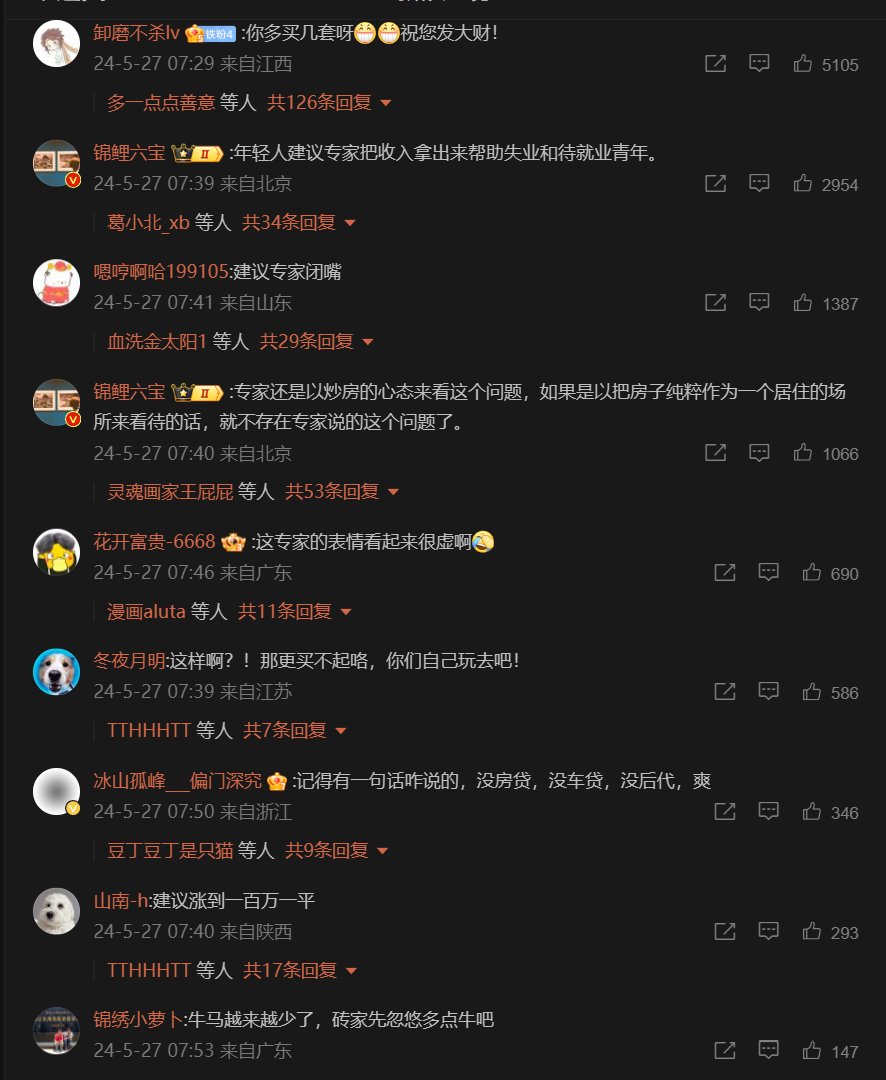 卸磨不杀lv 铁粉4 :你多买几套呀😁😁祝您发大财！
24-5-27 07:29 来自江西
5105
多一点点善意 等人 共126条回复
锦鲤六宝 II :年轻人建议专家把收入拿出来帮助失业和待就业青年。
24-5-27 07:39 来自北京
2954
葛小北_xb 等人 共34条回复
嗯哼啊哈199105:建议专家闭嘴
24-5-27 07:41 来自山东
1387
血洗金太阳1 等人 共29条回复
锦鲤六宝 II :专家还是以炒房的心态来看这个问题，如果是以把房子纯粹作为一个居住的场
所来看待的话，就不存在专家说的这个问题了。
24-5-27 07:40 来自北京
1066
灵魂画家王屁屁 等人 共53条回复
花开富贵-6668 :这专家的表情看起来很虚啊
24-5-27 07:46 来自广东
690
漫画aluta 等人 共11条回复
冬夜月明:这样啊？！那更买不起咯，你们自己玩去吧！
24-5-27 07:39 来自江苏
586
TTHHHTT 等人 共7条回复
冰山孤峰___偏门深究 :记得有一句话咋说的，没房贷，没车贷，没后代，爽
24-5-27 07:50 来自浙江
346
豆丁豆丁是只猫 等人 共9条回复
山南-h:建议涨到一百万一平
24-5-27 07:40 来自陕西
293
TTHHHTT 等人 共17条回复
锦绣小萝卜:牛马越来越少了，砖家先忽悠多点牛吧
24-5-27 07:53 来自广东
147